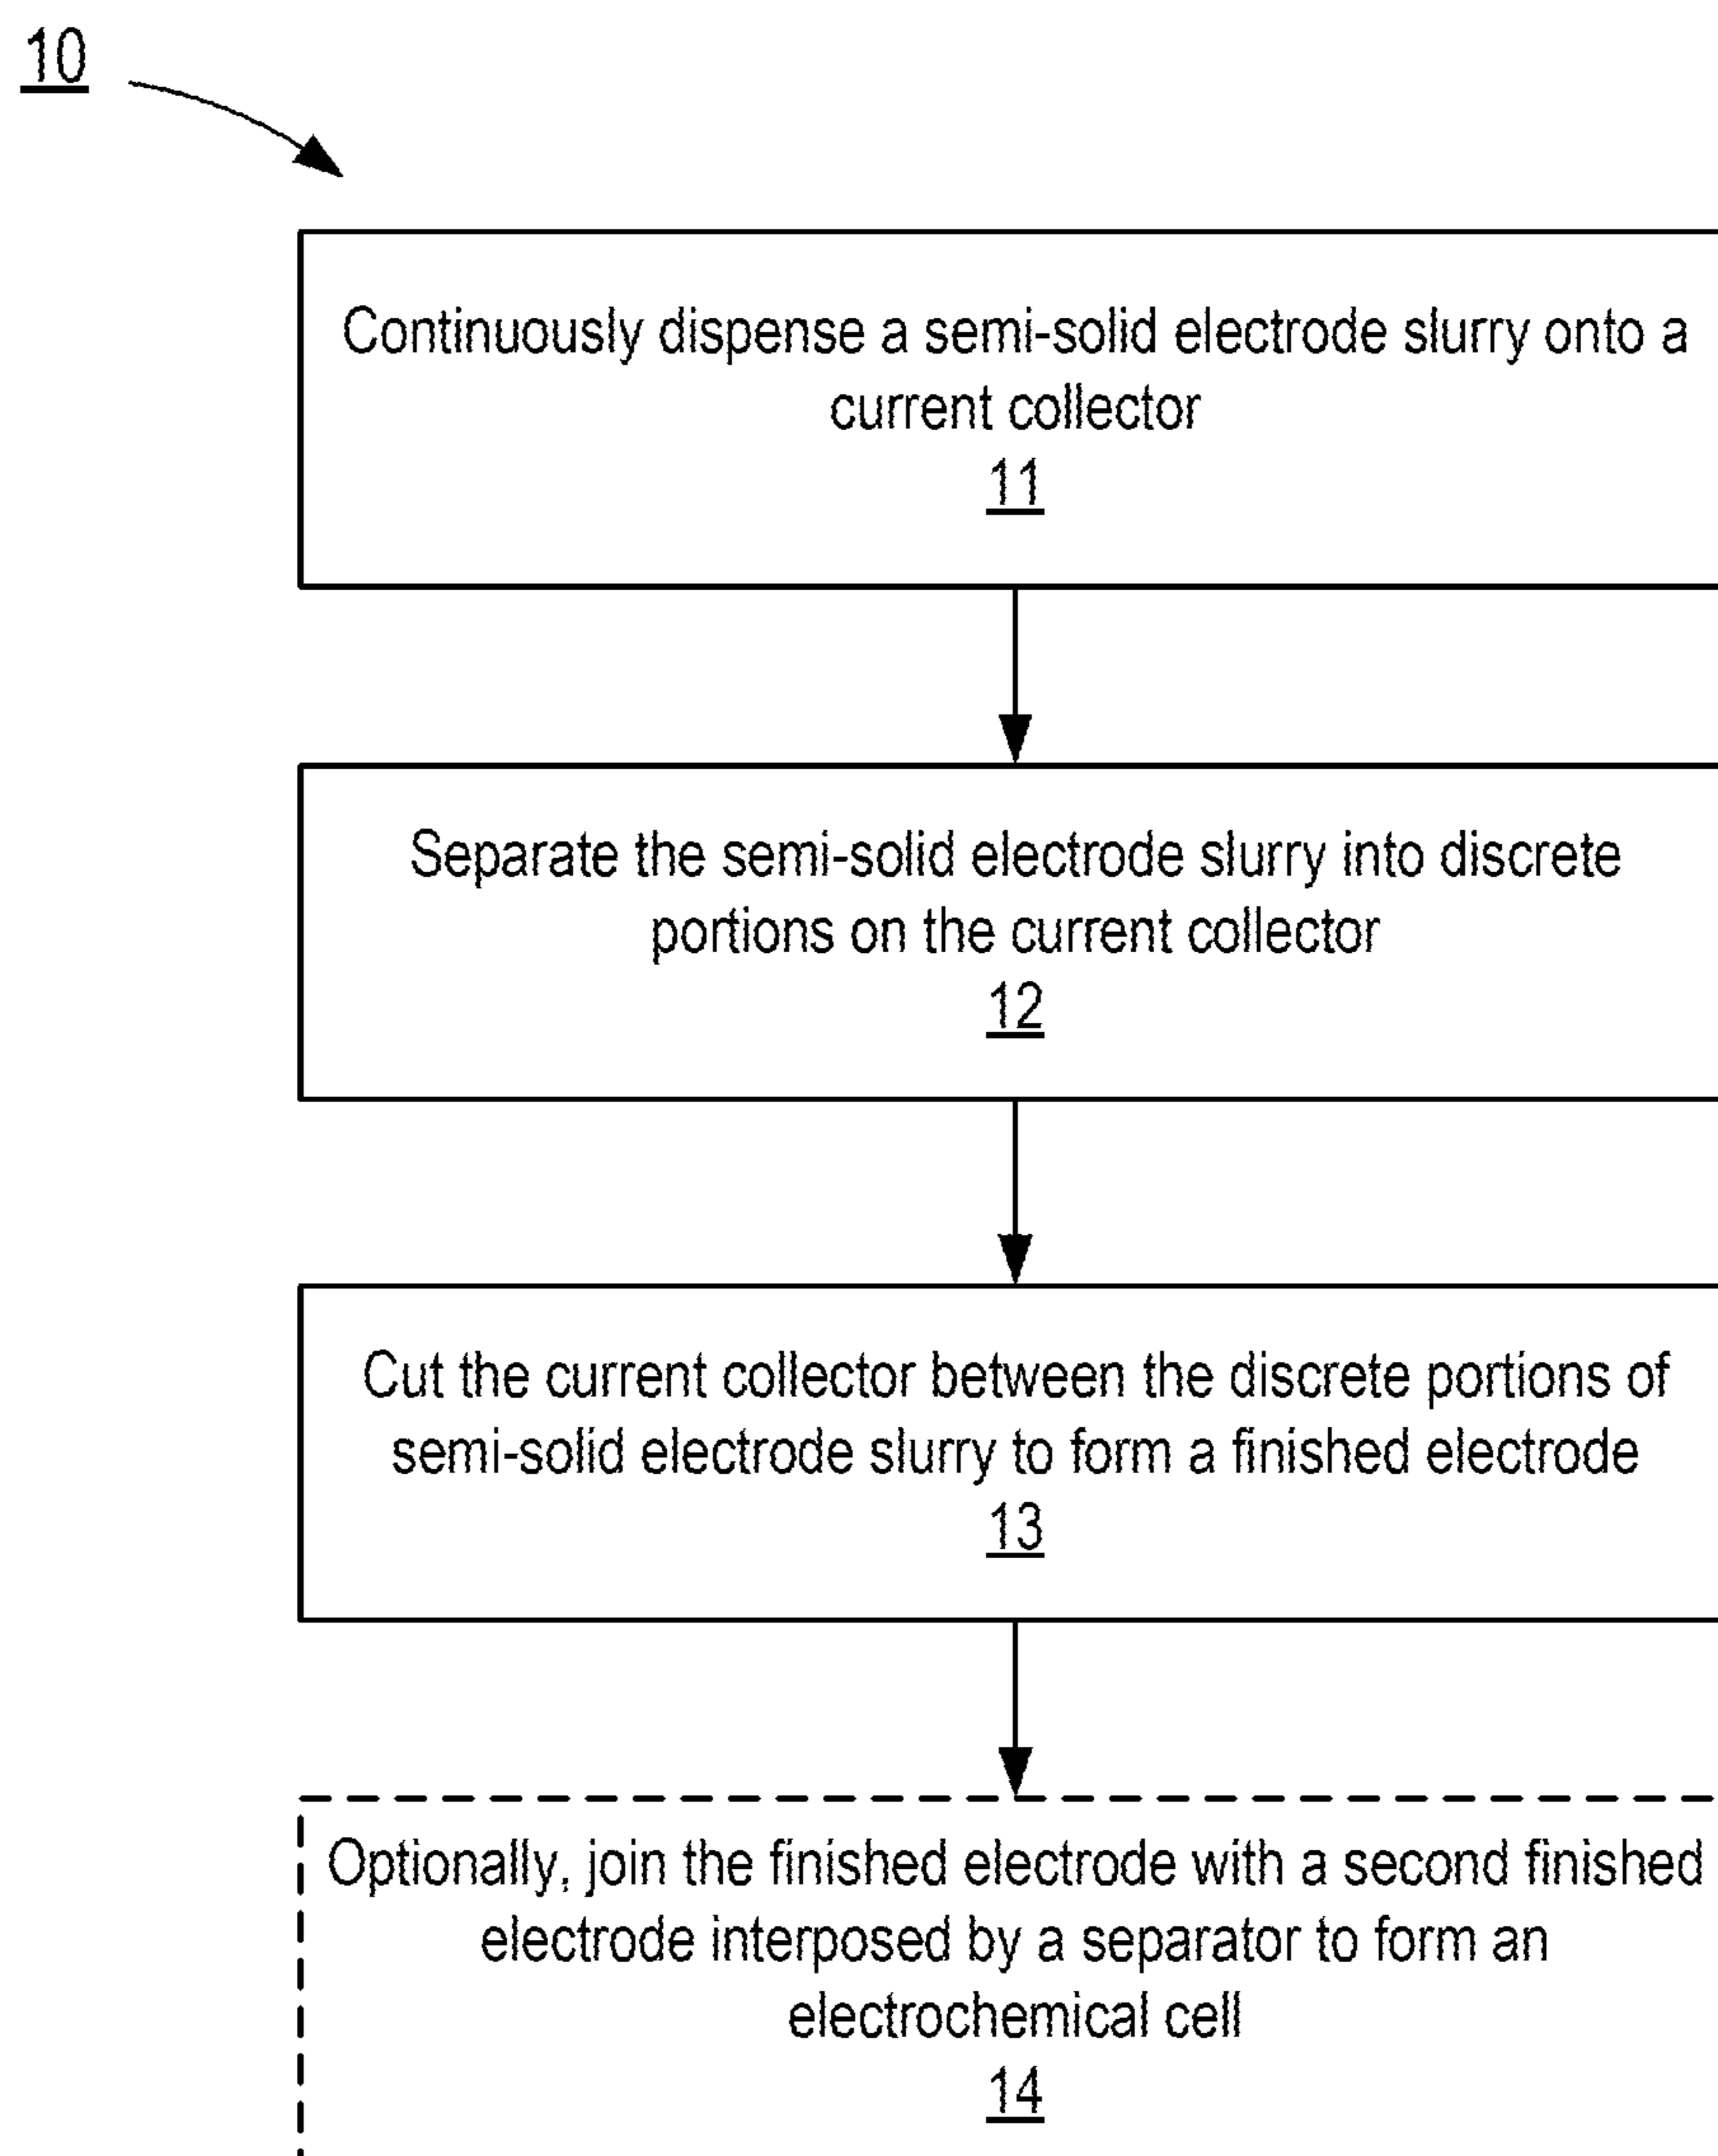 10
Continuously dispense a semi-solid electrode slurry onto a
current collector
11
Separate the semi-solid electrode slurry into discrete
portions on the current collector
12
Cut the current collector between the discrete portions of
semi-solid electrode slurry to form a finished electrode
13
Optionally, join the finished electrode with a second finished
electrode interposed by a separator to form an
electrochemical cell
14